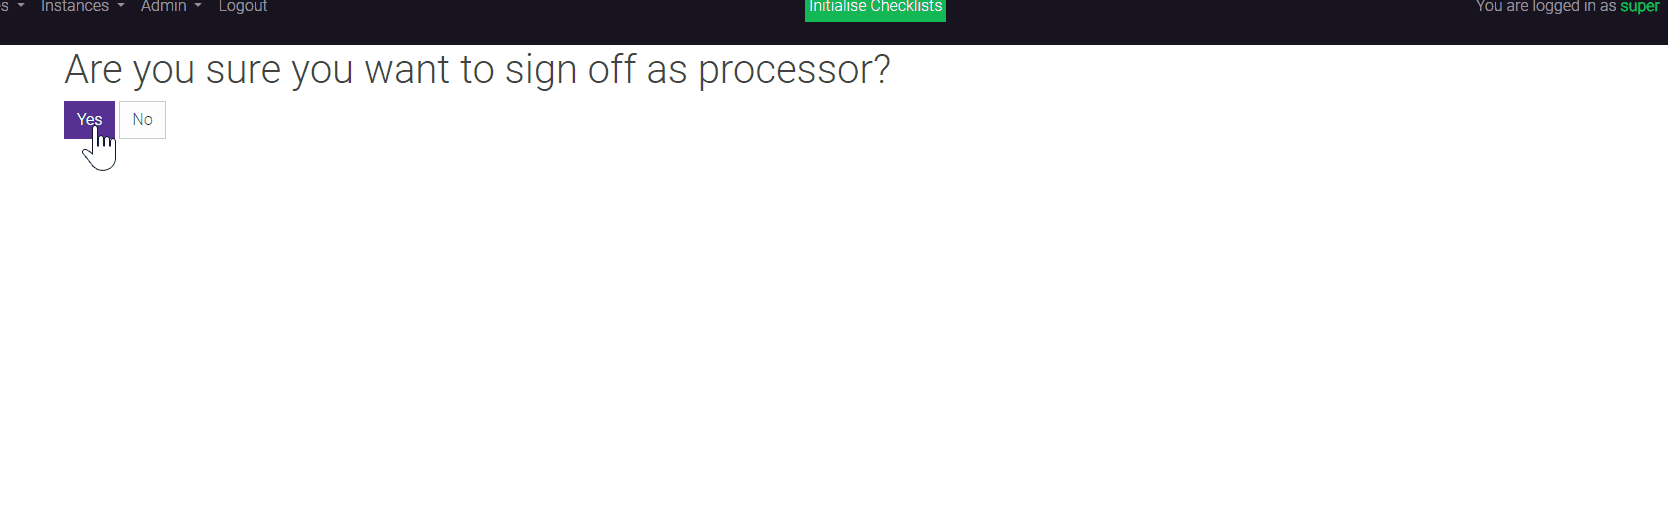 Instances Admin Logout Initialise Checklists You are logged in as super
Are you sure you want to sign off as processor?
Yes No